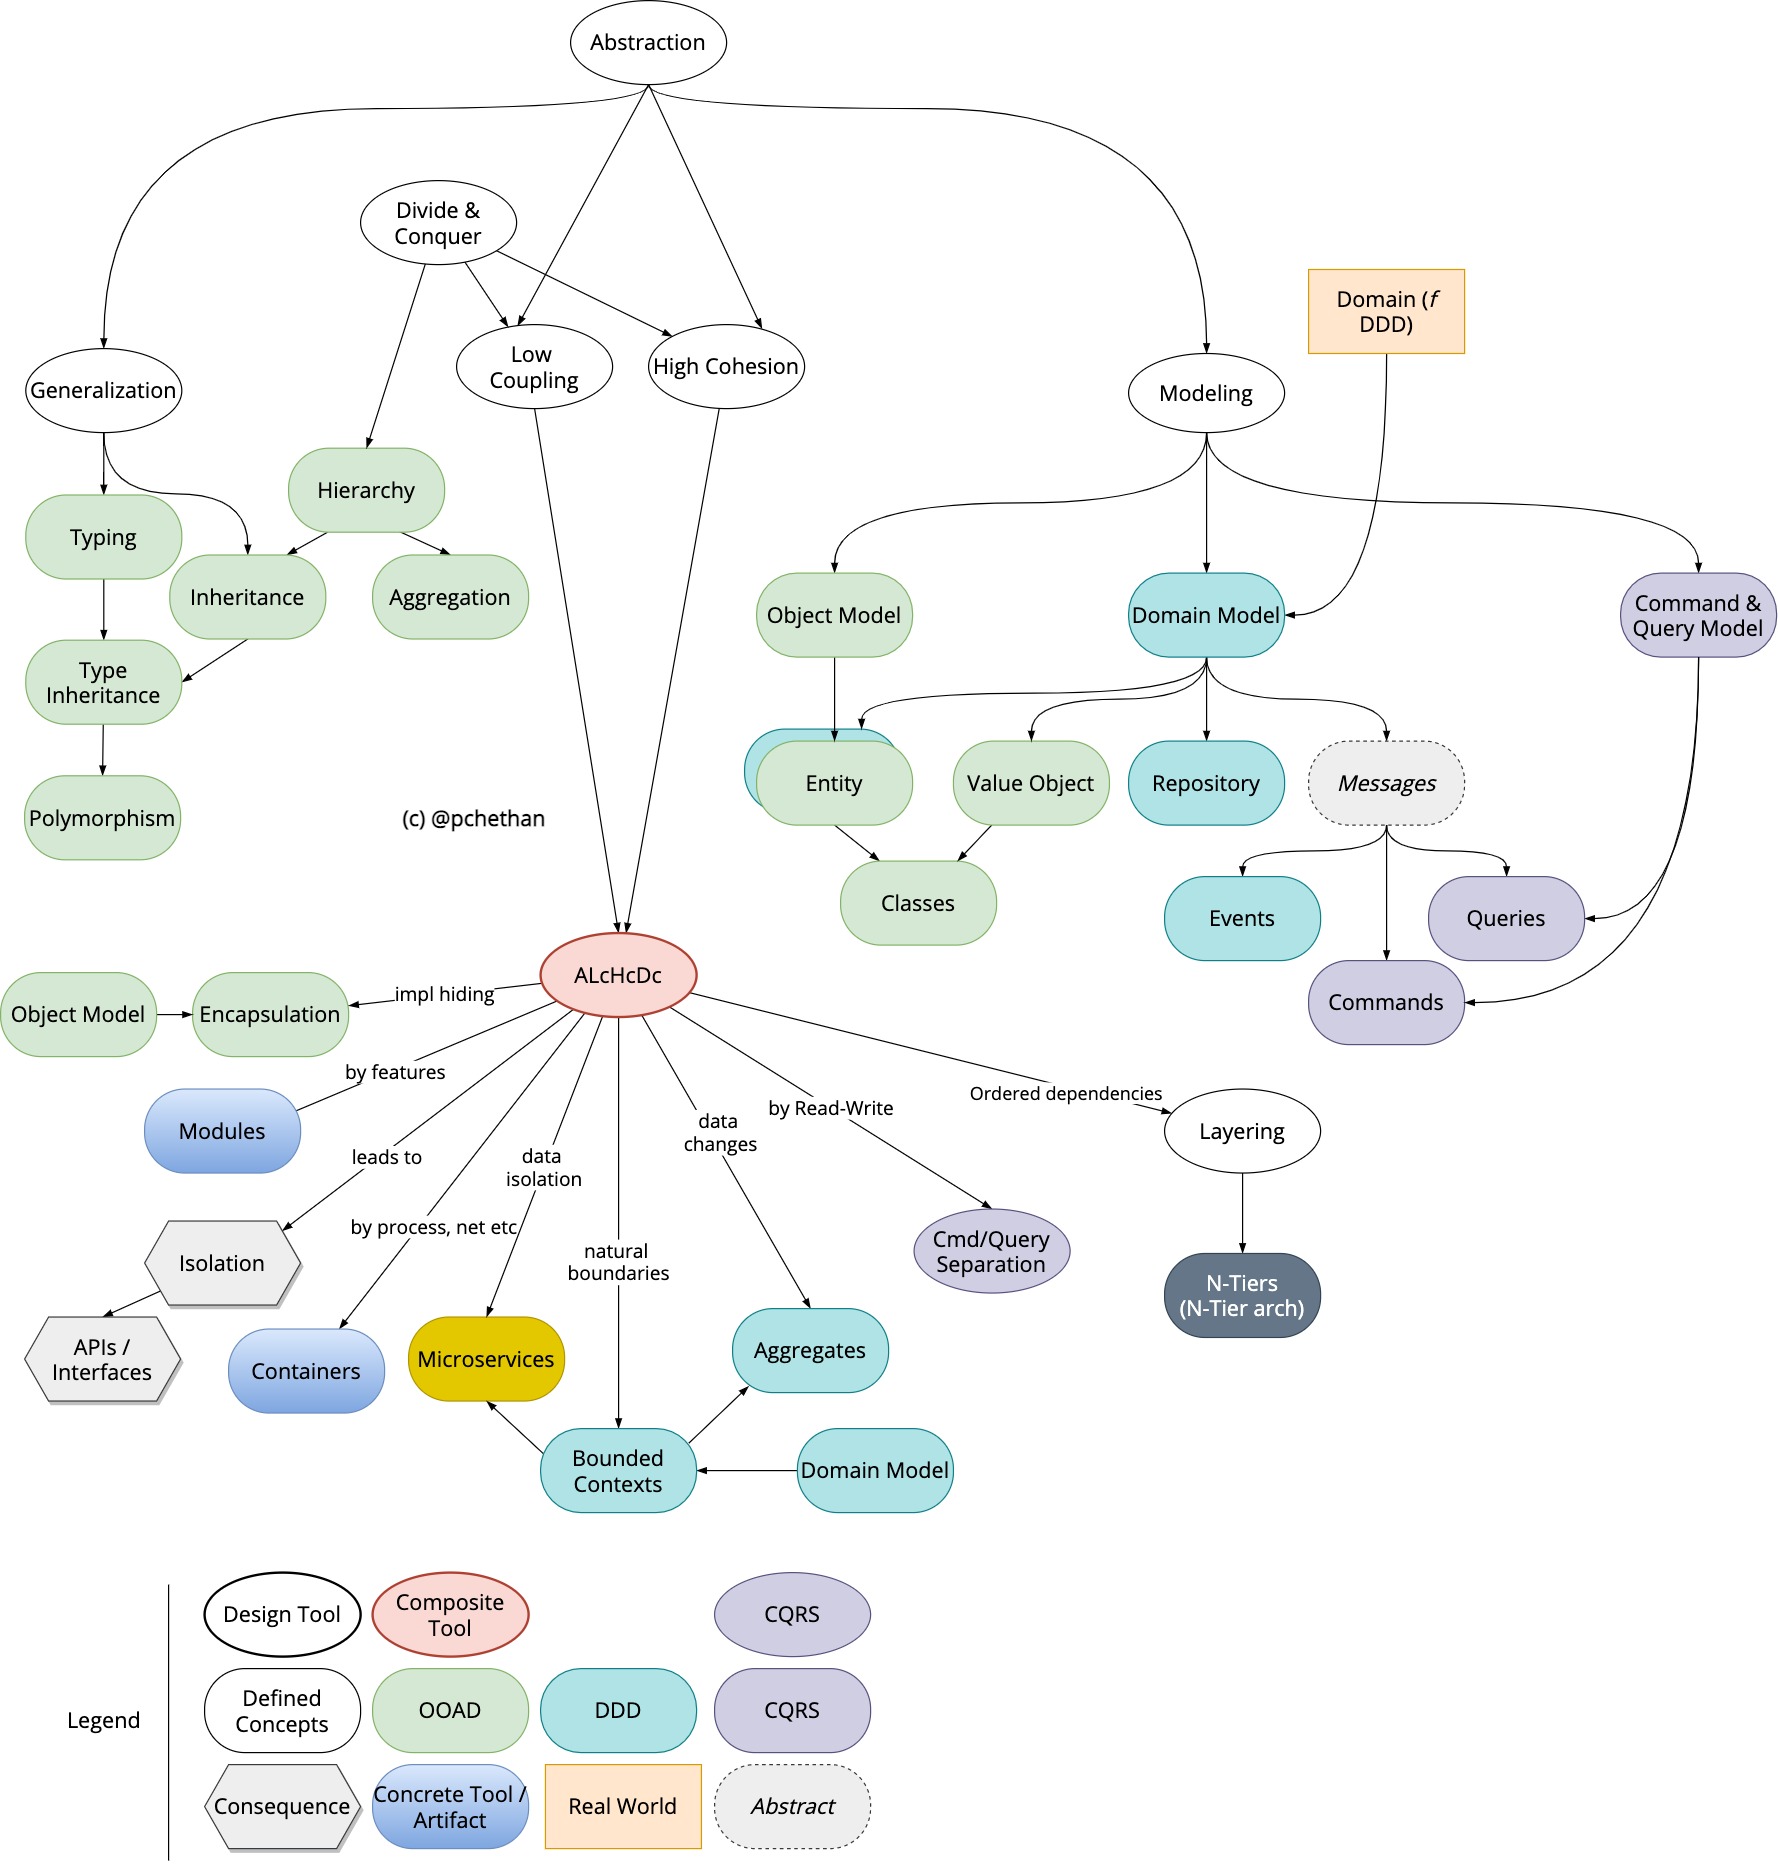 Abstraction
Divide &
Conquer
Domain (f
DDD)
Low
Coupling
High Cohesion
Generalization
Modeling
Hierarchy
Typing
Inheritance
Aggregation
Object Model
Domain Model
Command &
Query Model
Type
Inheritance
Entity
Value Object
Repository
Messages
Polymorphism
(c) @pchethan
Classes
Events
Queries
ALcHcDc
Commands
impl hiding
Object Model
Encapsulation
by features
Ordered dependencies
by Read-Write
data
changes
Modules
Layering
leads to
data
isolation
by process, net etc
natural
boundaries
Isolation
Cmd/Query
Separation
N-Tiers
(N-Tier arch)
APIs /
Interfaces
Containers
Microservices
Aggregates
Bounded
Contexts
Domain Model
Legend
Design Tool
Composite
Tool
CQRS
Defined
Concepts
OOAD
DDD
CQRS
Consequence
Concrete Tool /
Artifact
Real World
Abstract